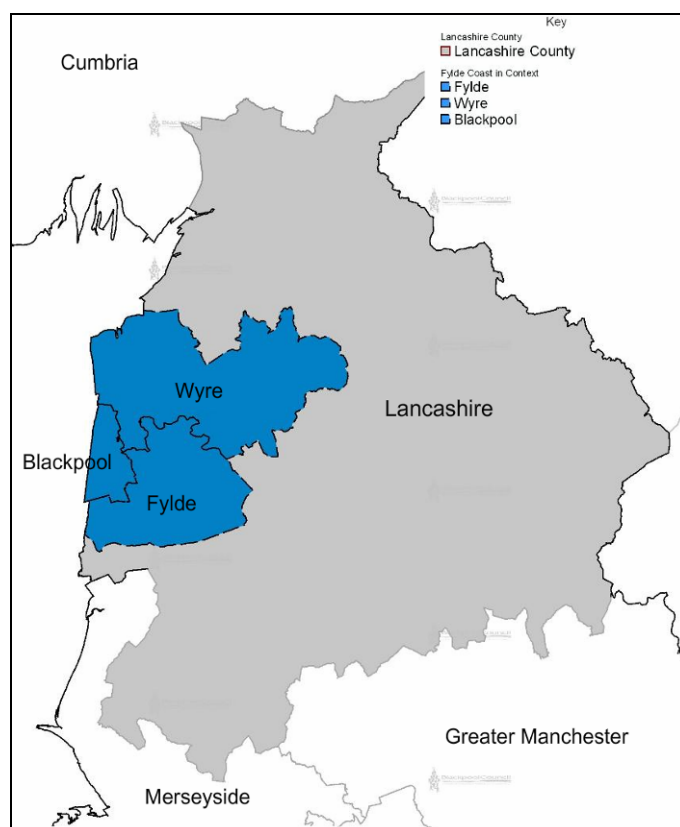 Key
Lancashire County
Lancashire County
Fylde Coast in Context
Fylde
Wyre
Blackpool
Cumbria
Wyre
Lancashire
Blackpool
Fylde
Greater Manchester
Merseyside